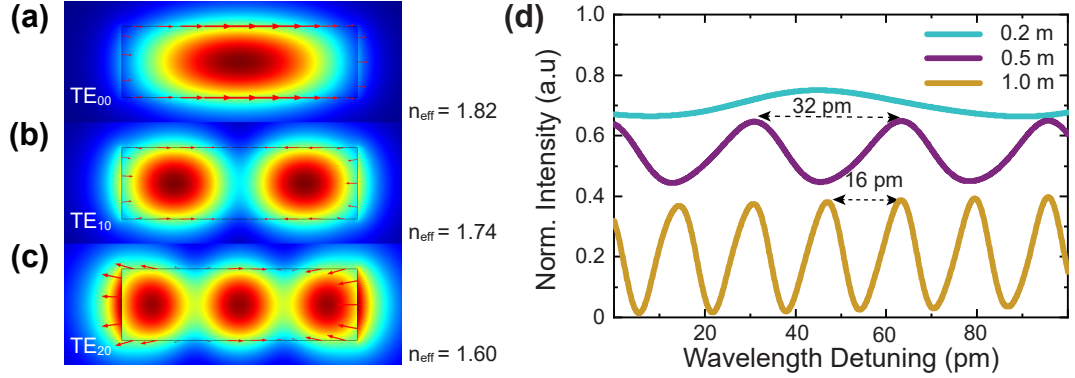 (a)
TE00
neff = 1.82
(b)
TE10
neff = 1.74
(c)
TE20
neff = 1.60
(d)
Norm. Intensity (a.u)
1.0
0.8
0.6
0.4
0.2
0
0.2 m
0.5 m
1.0 m
32 pm
16 pm
20
40
60
80
Wavelength Detuning (pm)